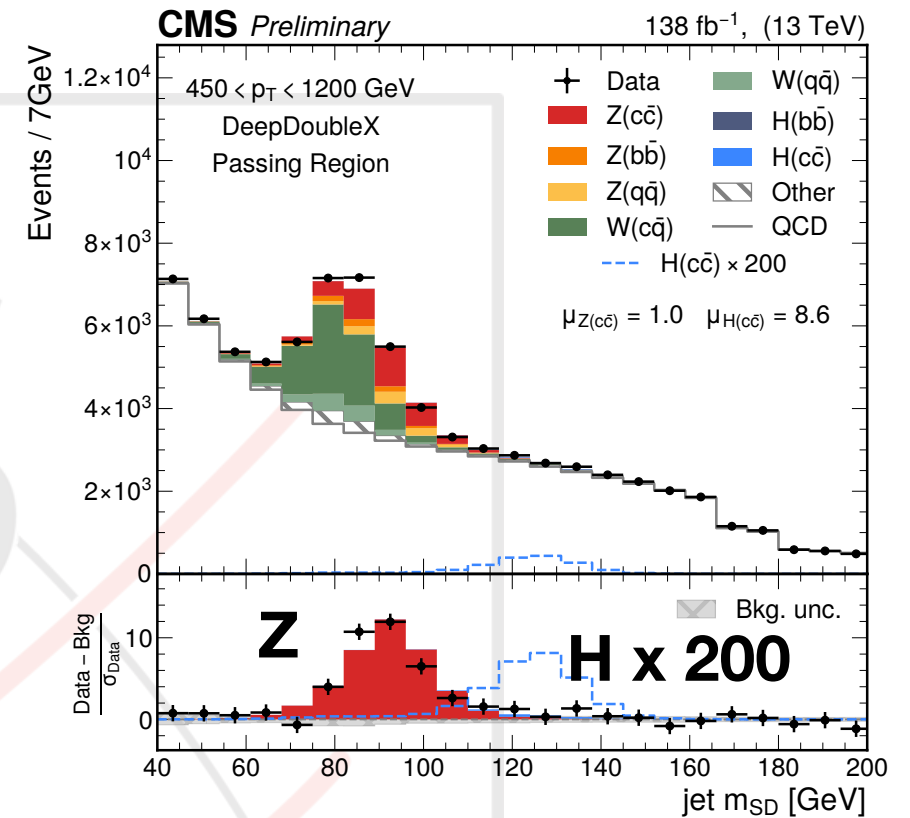 CMS Preliminary 138 fb⁻¹, (13 TeV)
Events / 7GeV
1.2×10⁴
10⁴
8×10³
6×10³
4×10³
2×10³
0
450 < p_T < 1200 GeV
DeepDoubleX
Passing Region
Data
Z(cc̄)
Z(bb̄)
Z(qq̄)
W(cq̄)
W(qq̄)
H(bb̄)
H(cc̄)
Other
QCD
H(cc̄) × 200
μ_Z(cc̄) = 1.0 μ_H(cc̄) = 8.6
Data − Bkg
σ_Data
10
0
Z
Bkg. unc.
H x 200
40 60 80 100 120 140 160 180 200
jet m_SD [GeV]